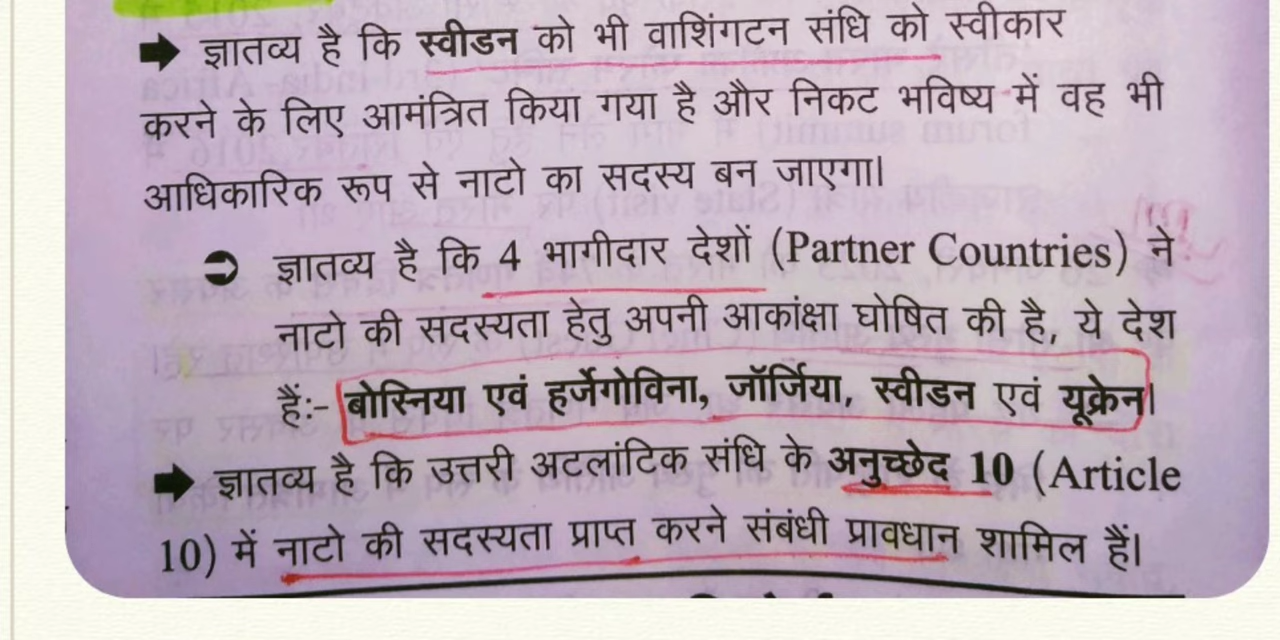 ➡ ज्ञातव्य है कि स्वीडन को भी वाशिंगटन संधि को स्वीकार
करने के लिए आमंत्रित किया गया है और निकट भविष्य में वह भी
आधिकारिक रूप से नाटो का सदस्य बन जाएगा।
⊃ ज्ञातव्य है कि 4 भागीदार देशों (Partner Countries) ने
नाटो की सदस्यता हेतु अपनी आकांक्षा घोषित की है, ये देश
हैं:- बोस्निया एवं हर्जेगोविना, जॉर्जिया, स्वीडन एवं यूक्रेन।
➡ ज्ञातव्य है कि उत्तरी अटलांटिक संधि के अनुच्छेद 10 (Article
10) में नाटो की सदस्यता प्राप्त करने संबंधी प्रावधान शामिल हैं।